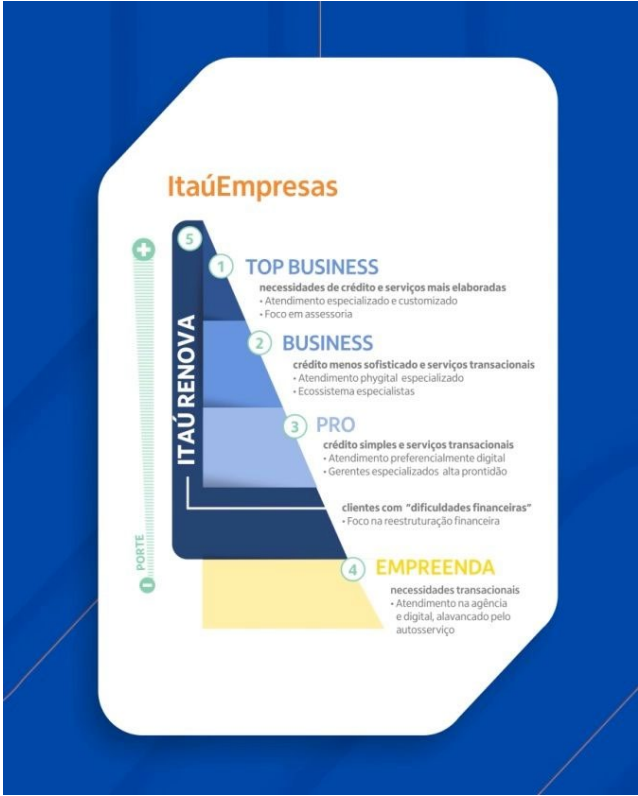 ItaúEmpresas
5
1 TOP BUSINESS
necessidades de crédito e serviços mais elaboradas
• Atendimento especializado e customizado
• Foco em assessoria
2 BUSINESS
crédito menos sofisticado e serviços transacionais
• Atendimento phygital especializado
• Ecossistema especialistas
3 PRO
crédito simples e serviços transacionais
• Atendimento preferencialmente digital
• Gerentes especializados alta prontidão
ITAÚ RENOVA
clientes com "dificuldades financeiras"
• Foco na reestruturação financeira
4 EMPREENDA
necessidades transacionais
• Atendimento na agência
e digital, alavancado pelo
autosserviço
PORTE